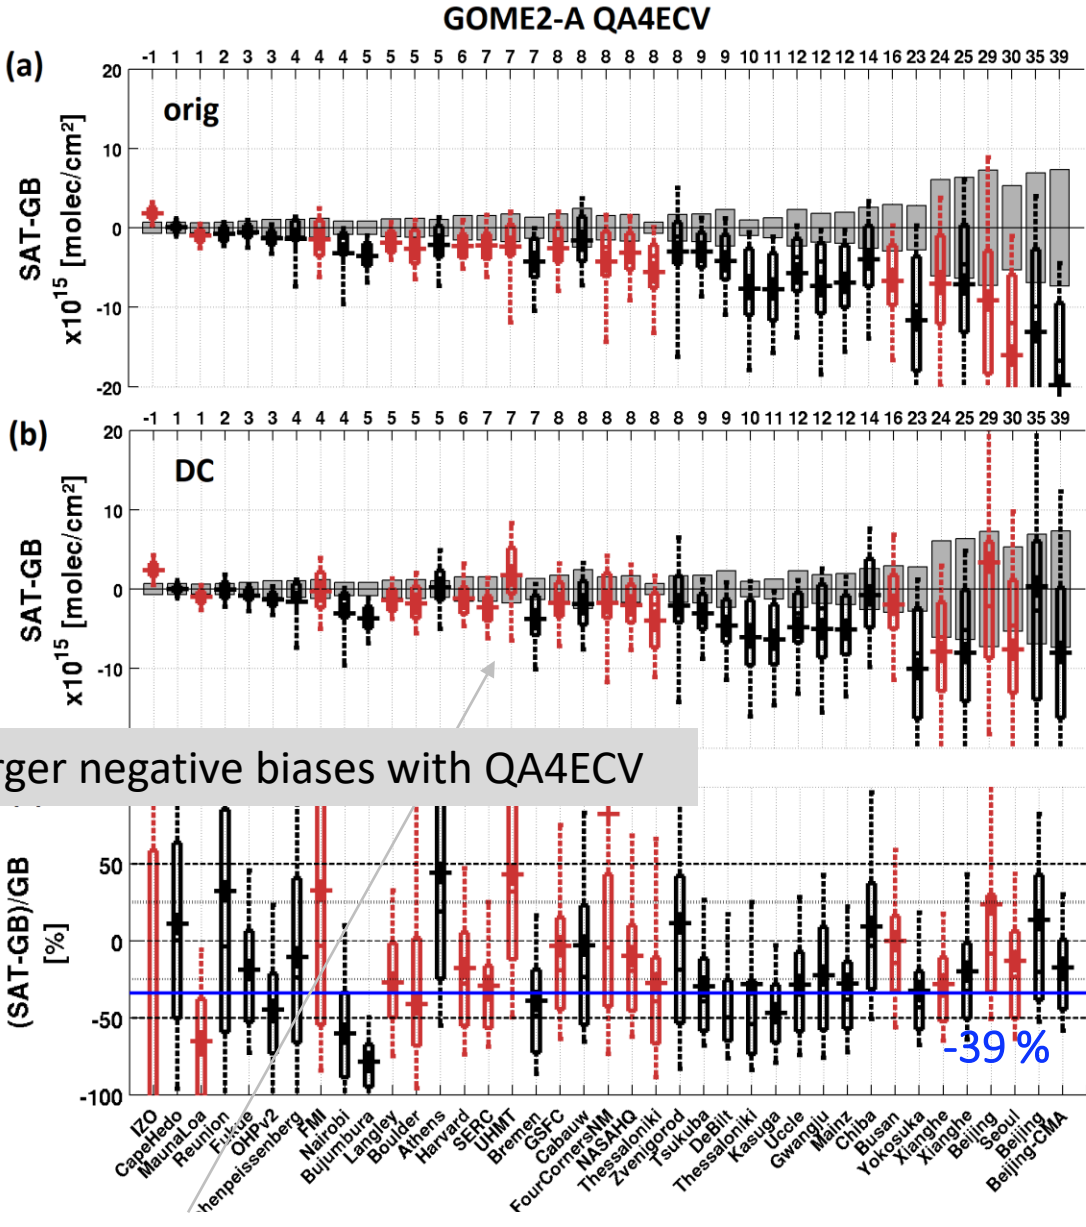 GOME2-A QA4ECV
(a)
-1 1 1 2 2 3 4 4 4 5 5 5 5 6 7 7 7 8 8 8 8 8 8 9 9 10 11 12 12 12 14 16 23 24 25 29 30 35 39
20
orig
10
0
-10
-20
SAT-GB
x10¹⁵ [molec/cm²]
(b)
-1 1 1 2 2 3 4 4 4 5 5 5 5 6 7 7 7 8 8 8 8 8 8 9 9 10 11 12 12 12 14 16 23 24 25 29 30 35 39
20
DC
10
0
-10
SAT-GB
x10¹⁵ [molec/cm²]
rger negative biases with QA4ECV
50
0
-50
-100
(SAT-GB)/GB
[%]
-39 %
IZO
CapeHedo
MaunaLoa
Reunion
Fukue
OHPv2
henpeissenberg
FMI
Nairobi
Bujumbura
Langley
Boulder
Athens
Harvard
SERC
UHMT
Bremen
GSFC
Cabauw
FourCornersNM
NASAHQ
Thessaloniki
Zvenigorod
Tsukuba
DeBilt
Thessaloniki
Kasuga
Uccle
Gwangju
Mainz
Chiba
Busan
Yokosuka
Xianghe
Xianghe
Beijing
Seoul
Beijing
Beijing-CMA